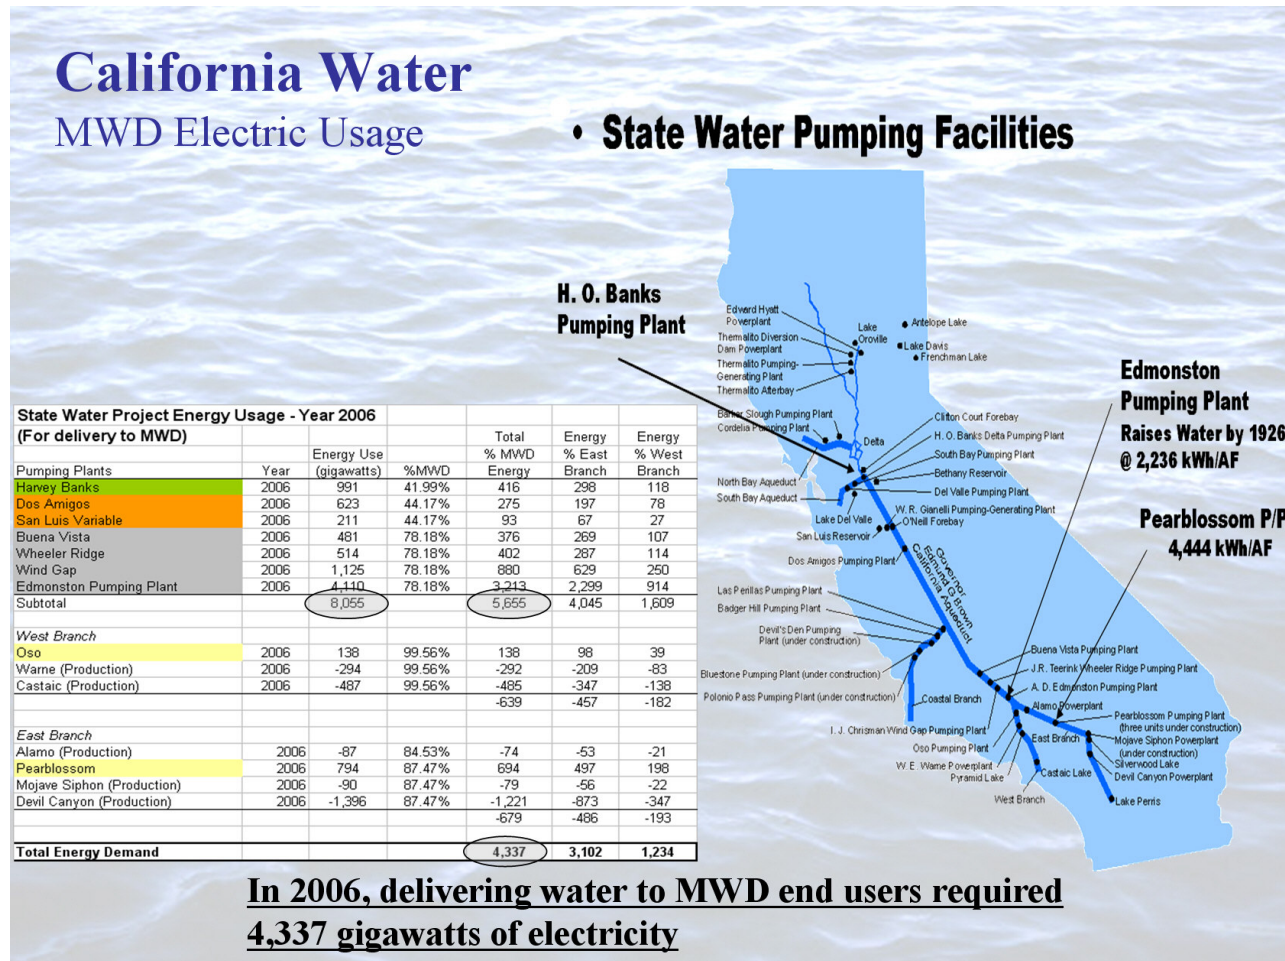 California Water
MWD Electric Usage
• State Water Pumping Facilities
H. O. Banks
Pumping Plant
Edmonston
Pumping Plant
Raises Water by 1926
@ 2,236 kWh/AF
Pearblossom P/P
4,444 kWh/AF
State Water Project Energy Usage - Year 2006
(For delivery to MWD) Total Energy Energy
Energy Use % MWD % East % West
Pumping Plants Year (gigawatts) %MWD Energy Branch Branch
Harvey Banks 2006 991 41.99% 416 298 118
Dos Amigos 2006 623 44.17% 275 197 78
San Luis Variable 2006 211 44.17% 93 67 27
Buena Vista 2006 481 78.18% 376 269 107
Wheeler Ridge 2006 514 78.18% 402 287 114
Wind Gap 2006 1,125 78.18% 880 629 250
Edmonston Pumping Plant 2006 4,110 78.18% 3,213 2,299 914
Subtotal 8,055 5,655 4,045 1,609
West Branch
Oso 2006 138 99.56% 138 98 39
Warne (Production) 2006 -294 99.56% -292 -209 -83
Castaic (Production) 2006 -487 99.56% -485 -347 -138
-639 -457 -182
East Branch
Alamo (Production) 2006 -87 84.53% -74 -53 -21
Pearblossom 2006 794 87.47% 694 497 198
Mojave Siphon (Production) 2006 -90 87.47% -79 -56 -22
Devil Canyon (Production) 2006 -1,396 87.47% -1,221 -873 -347
-679 -486 -193
Total Energy Demand 4,337 3,102 1,234
Edward Hyatt
Powerplant
Thermalito Diversion
Dam Powerplant
Thermalito Pumping-
Generating Plant
Thermalito Afterbay
Lake
Oroville
Antelope Lake
Lake Davis
Frenchman Lake
Barker Slough Pumping Plant
Cordelia Pumping Plant
Delta
Clifton Court Forebay
H. O. Banks Delta Pumping Plant
South Bay Pumping Plant
Bethany Reservoir
Del Valle Pumping Plant
North Bay Aqueduct
South Bay Aqueduct
Lake Del Valle
W. R. Gianelli Pumping-Generating Plant
O'Neill Forebay
San Luis Reservoir
Dos Amigos Pumping Plant
Governor
Edmund G. Brown
California Aqueduct
Las Perillas Pumping Plant
Badger Hill Pumping Plant
Devil's Den Pumping
Plant (under construction)
Bluestone Pumping Plant (under construction)
Polonio Pass Pumping Plant (under construction)
Coastal Branch
Buena Vista Pumping Plant
J.R. Teerink Wheeler Ridge Pumping Plant
A. D. Edmonston Pumping Plant
Alamo Powerplant
Pearblossom Pumping Plant
(three units under construction)
Mojave Siphon Powerplant
(under construction)
Silverwood Lake
Devil Canyon Powerplant
I. J. Chrisman Wind Gap Pumping Plant
Oso Pumping Plant
East Branch
W. E. Warne Powerplant
Pyramid Lake
Castaic Lake
West Branch
Lake Perris
In 2006, delivering water to MWD end users required
4,337 gigawatts of electricity